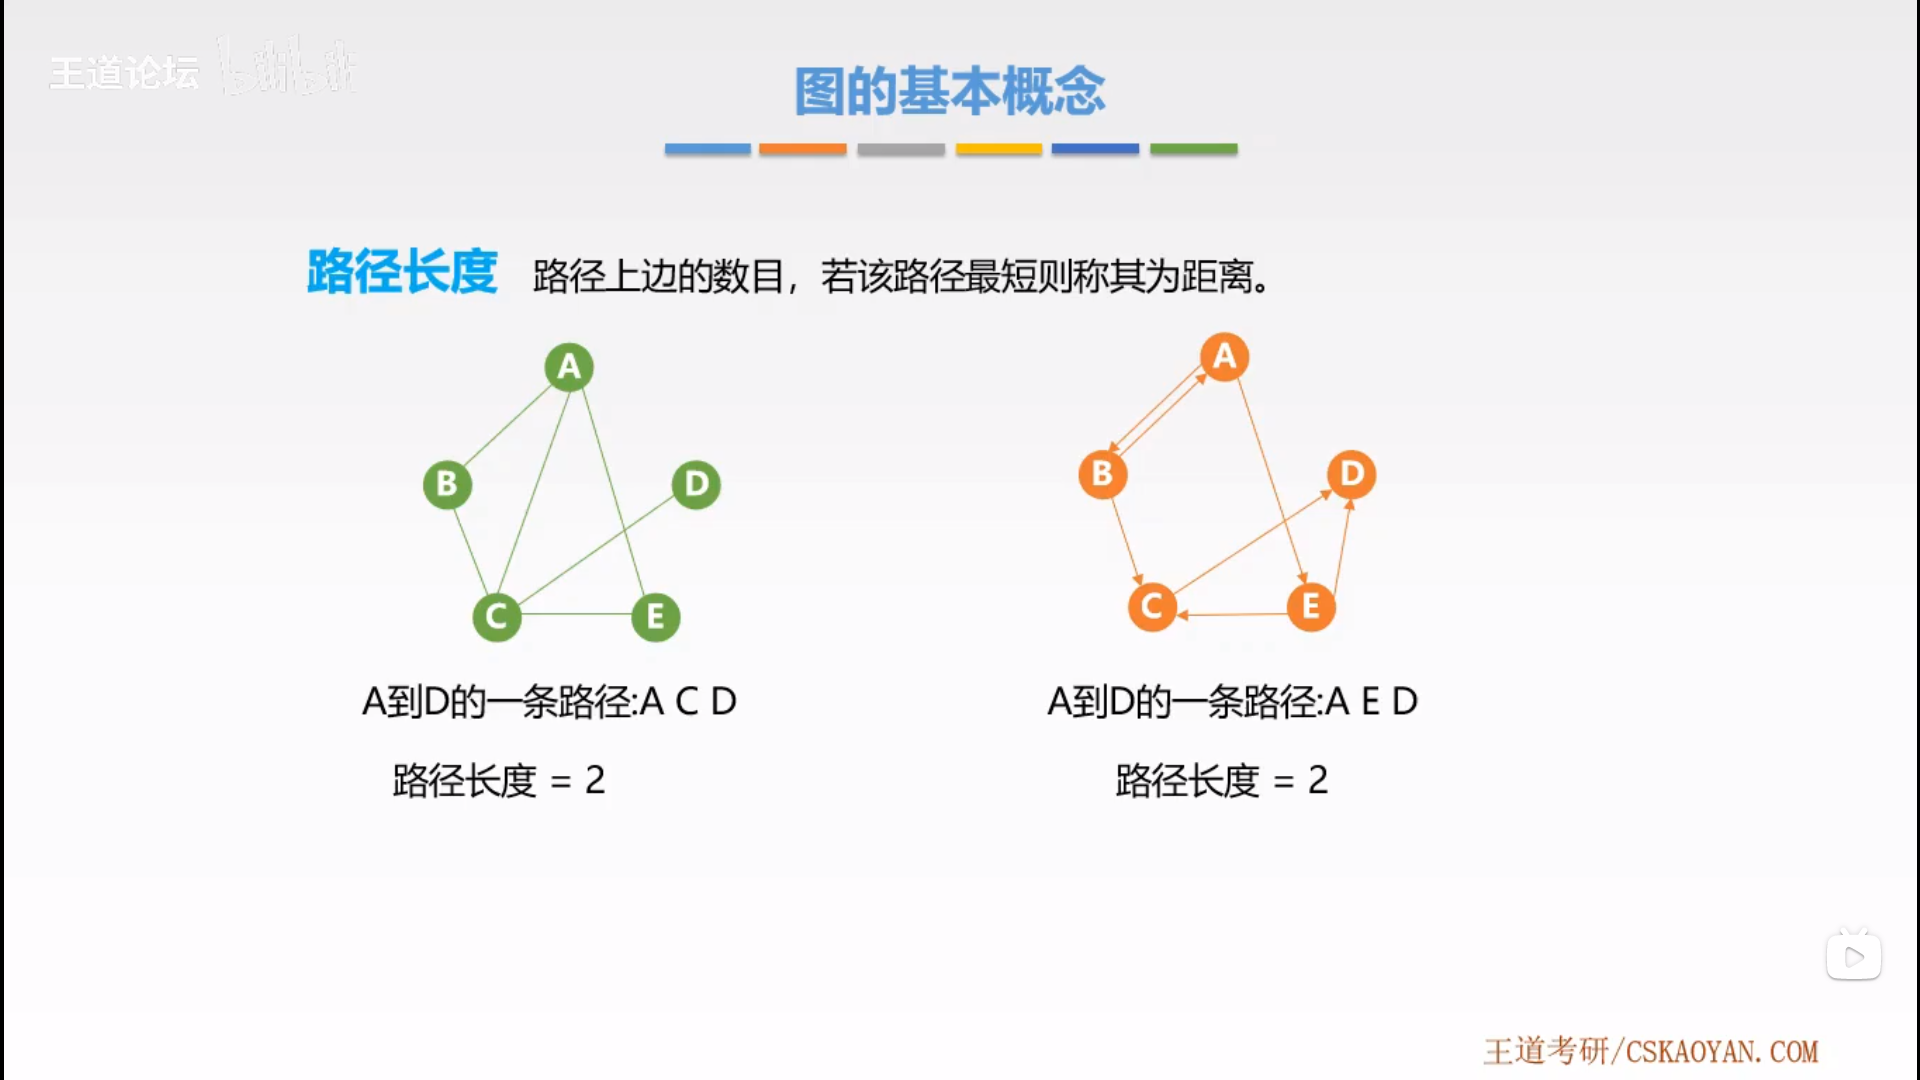 王道论坛 bilibili
图的基本概念
路径长度 路径上边的数目，若该路径最短则称其为距离。
A
B
D
C
E
A
B
D
C
E
A到D的一条路径:A C D
A到D的一条路径:A E D
路径长度 = 2
路径长度 = 2
王道考研/CSKAOYAN.COM